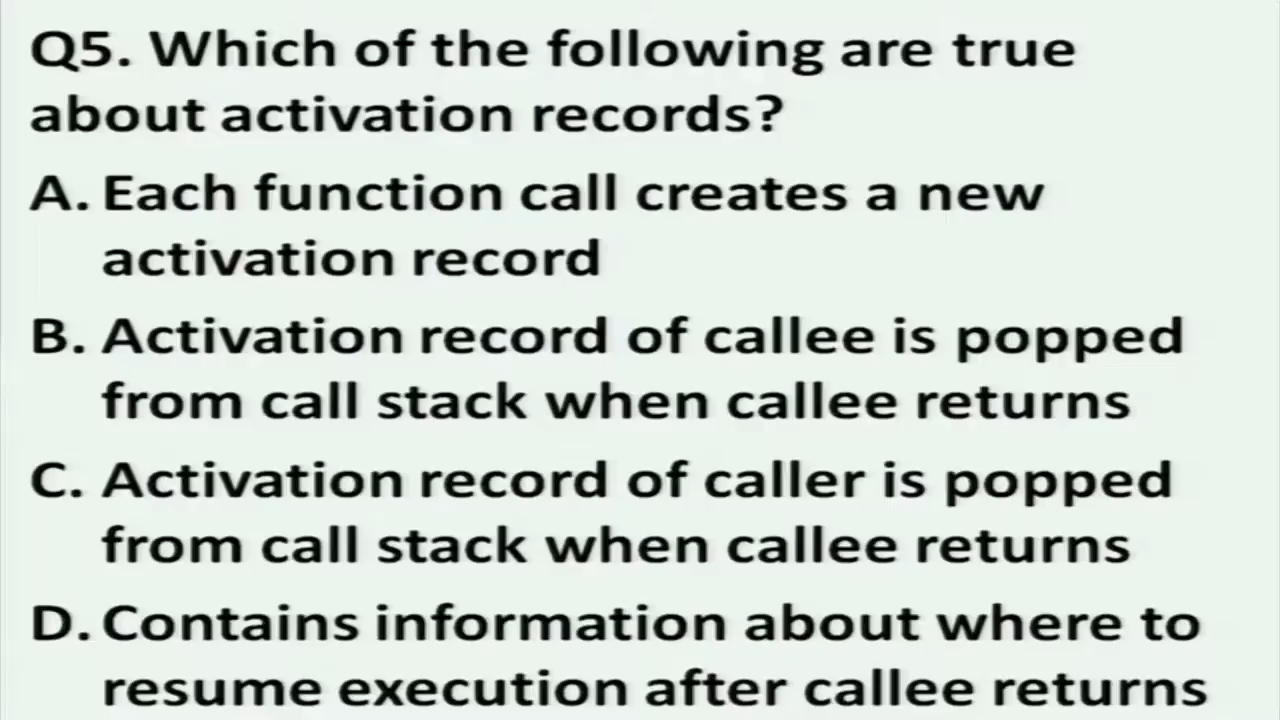 Q5. Which of the following are true
about activation records?
A. Each function call creates a new
activation record
B. Activation record of callee is popped
from call stack when callee returns
C. Activation record of caller is popped
from call stack when callee returns
D. Contains information about where to
resume execution after callee returns